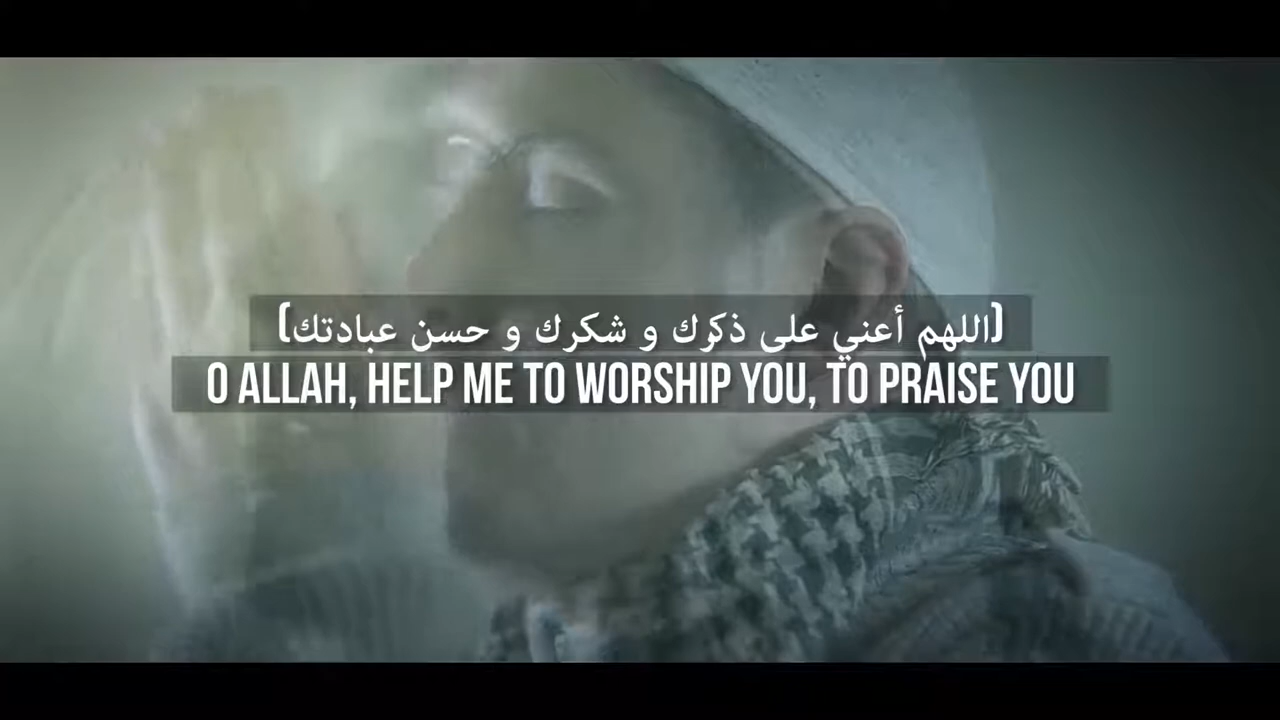 (اللهم أعني على ذكرك و شكرك و حسن عبادتك)
O ALLAH, HELP ME TO WORSHIP YOU, TO PRAISE YOU